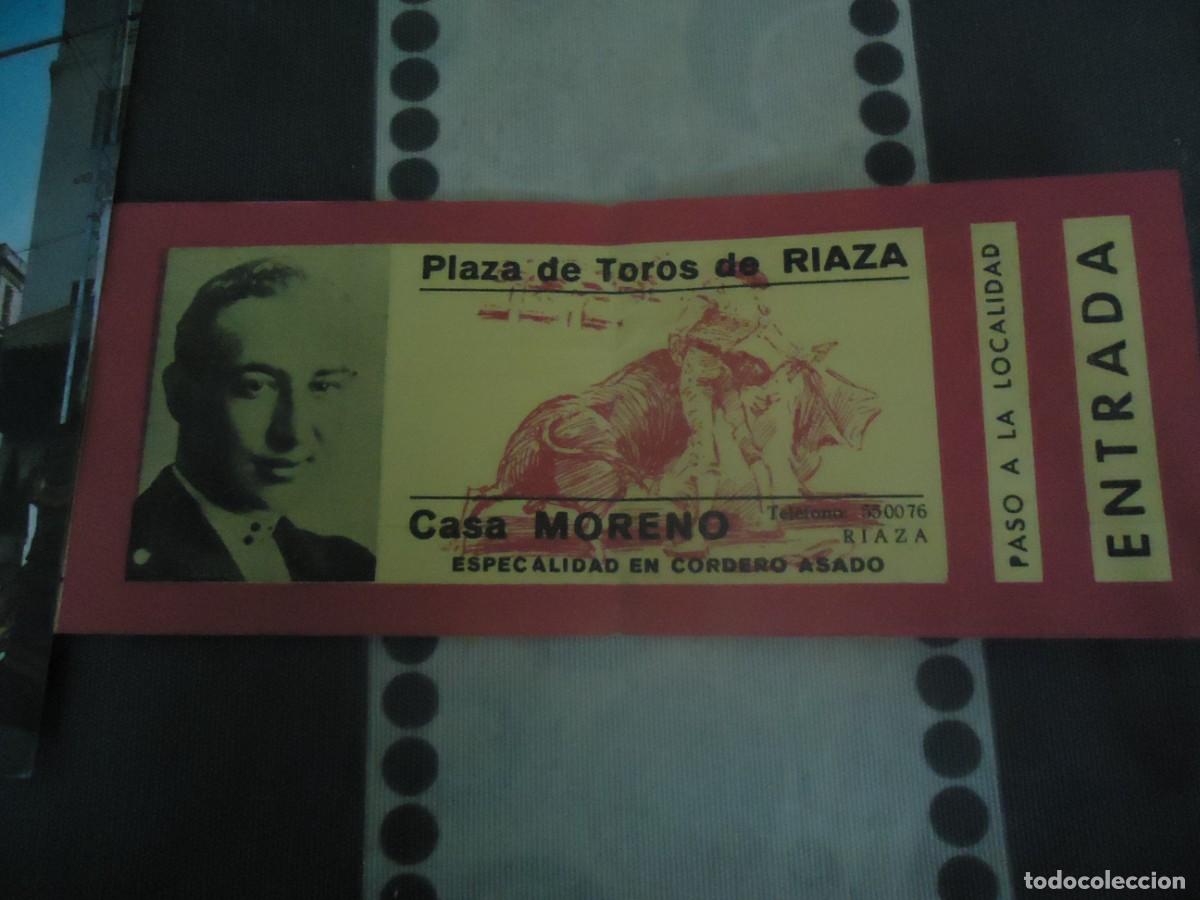 Plaza de Toros de RIAZA
Casa MORENO
Teléfono 550076
RIAZA
ESPECALIDAD EN CORDERO ASADO
PASO A LA LOCALIDAD
ENTRADA
todocoleccion